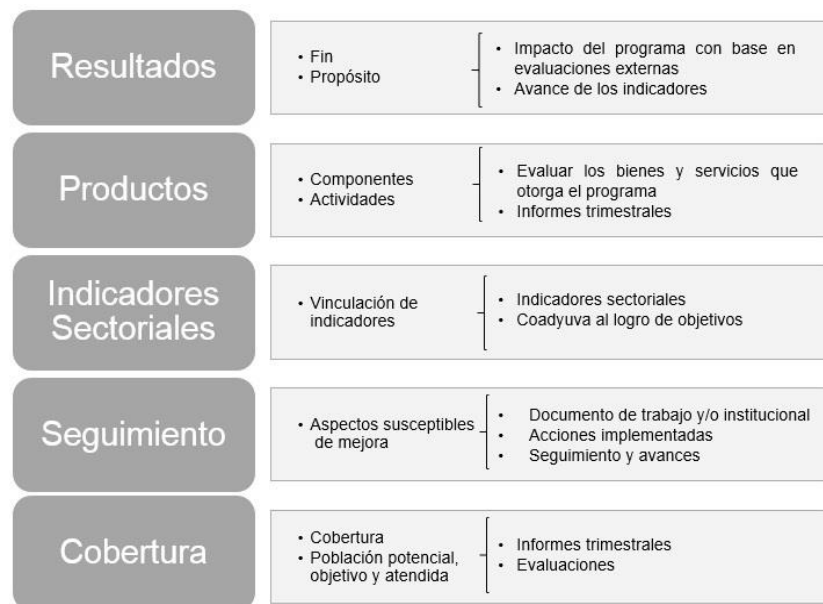 Resultados
• Fin
• Propósito
• Impacto del programa con base en
evaluaciones externas
• Avance de los indicadores
Productos
• Componentes
• Actividades
• Evaluar los bienes y servicios que
otorga el programa
• Informes trimestrales
Indicadores
Sectoriales
• Vinculación de
indicadores
• Indicadores sectoriales
• Coadyuva al logro de objetivos
Seguimiento
• Aspectos susceptibles
de mejora
• Documento de trabajo y/o institucional
• Acciones implementadas
• Seguimiento y avances
Cobertura
• Cobertura
• Población potencial,
objetivo y atendida
• Informes trimestrales
• Evaluaciones